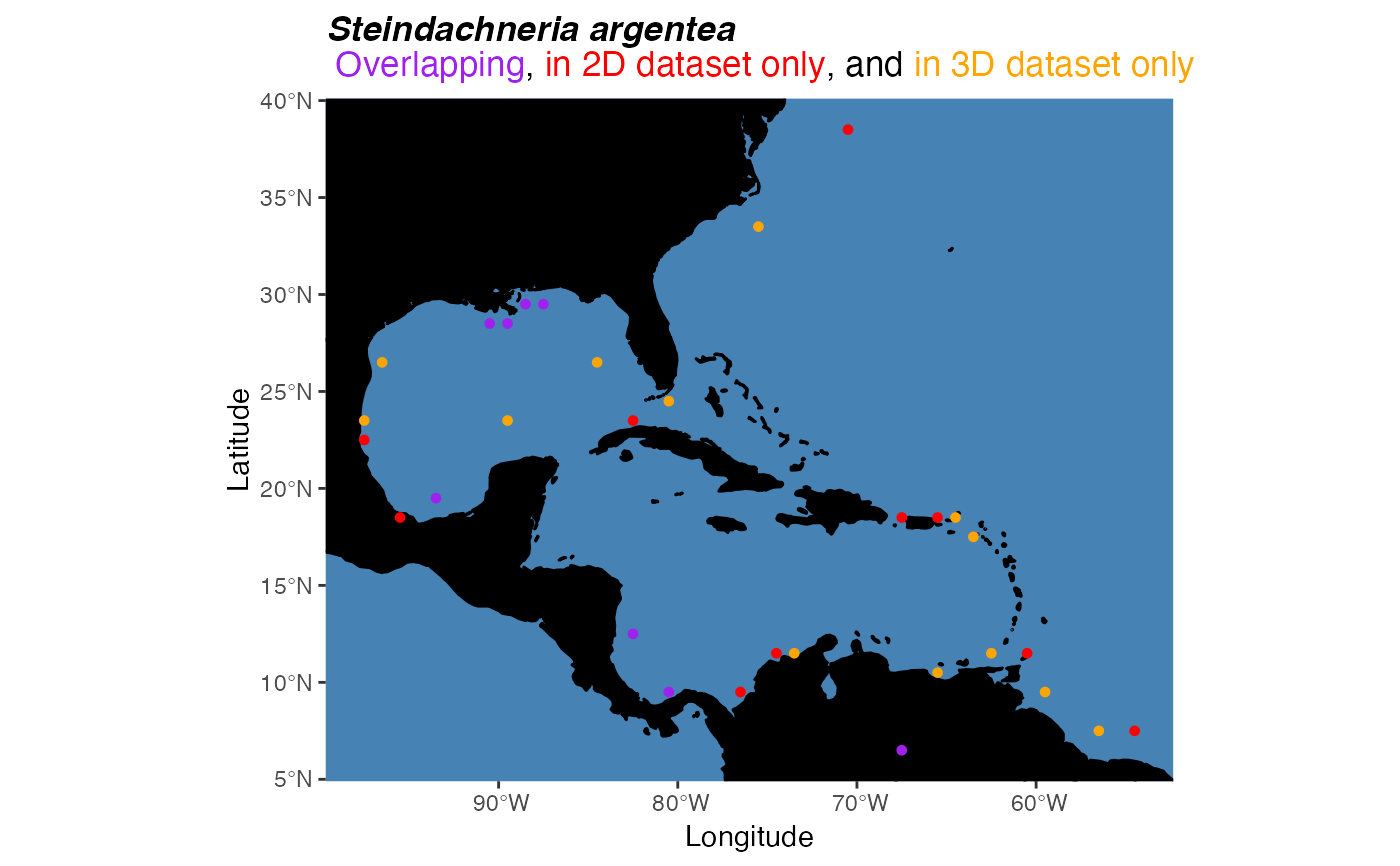 Steindachneria argentea
Overlapping, in 2D dataset only, and in 3D dataset only
40°N
35°N
30°N
25°N
20°N
15°N
10°N
5°N
Latitude
90°W 80°W 70°W 60°W
Longitude